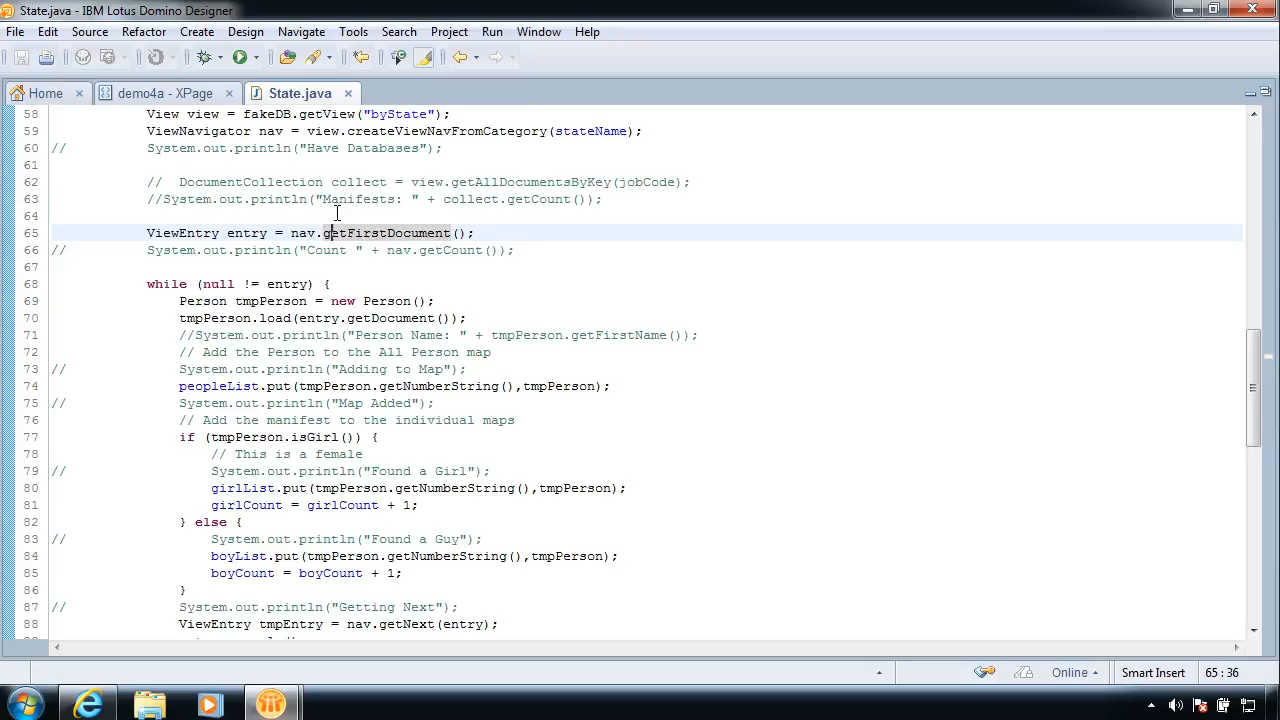 State.java - IBM Lotus Domino Designer
File Edit Source Refactor Create Design Navigate Tools Search Project Run Window Help
Home demo4a - XPage State.java
58 View view = fakeDB.getView("byState");
59 ViewNavigator nav = view.createViewNavFromCategory(stateName);
60 // System.out.println("Have Databases");
61
62 // DocumentCollection collect = view.getAllDocumentsByKey(jobCode);
63 //System.out.println("Manifests: " + collect.getCount());
64
65 ViewEntry entry = nav.getFirstDocument();
66 // System.out.println("Count " + nav.getCount());
67
68 while (null != entry) {
69 Person tmpPerson = new Person();
70 tmpPerson.load(entry.getDocument());
71 //System.out.println("Person Name: " + tmpPerson.getFirstName());
72 // Add the Person to the All Person map
73 // System.out.println("Adding to Map");
74 peopleList.put(tmpPerson.getNumberString(),tmpPerson);
75 // System.out.println("Map Added");
76 // Add the manifest to the individual maps
77 if (tmpPerson.isGirl()) {
78 // This is a female
79 // System.out.println("Found a Girl");
80 girlList.put(tmpPerson.getNumberString(),tmpPerson);
81 girlCount = girlCount + 1;
82 } else {
83 // System.out.println("Found a Guy");
84 boyList.put(tmpPerson.getNumberString(),tmpPerson);
85 boyCount = boyCount + 1;
86 }
87 // System.out.println("Getting Next");
88 ViewEntry tmpEntry = nav.getNext(entry);
Online Smart Insert 65 : 36